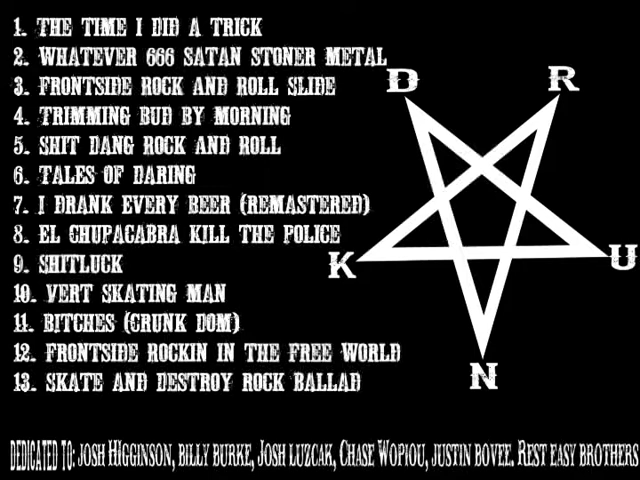 1. THE TIME I DID A TRICK
2. WHATEVER 666 SATAN STONER METAL
3. FRONTSIDE ROCK AND ROLL SLIDE
4. TRIMMING BUD BY MORNING
5. SHIT DANG ROCK AND ROLL
6. TALES OF DARING
7. I DRANK EVERY BEER (REMASTERED)
8. EL CHUPACABRA KILL THE POLICE
9. SHITLUCK
10. VERT SKATING MAN
11. BITCHES (CRUNK DOM)
12. FRONTSIDE ROCKIN IN THE FREE WORLD
13. SKATE AND DESTROY ROCK BALLAD
D R
K U
N
DEDICATED TO: JOSH HIGGINSON, BILLY BURKE, JOSH LUZCAK, CHASE WOPIOU, JUSTIN BOVEE. REST EASY BROTHERS